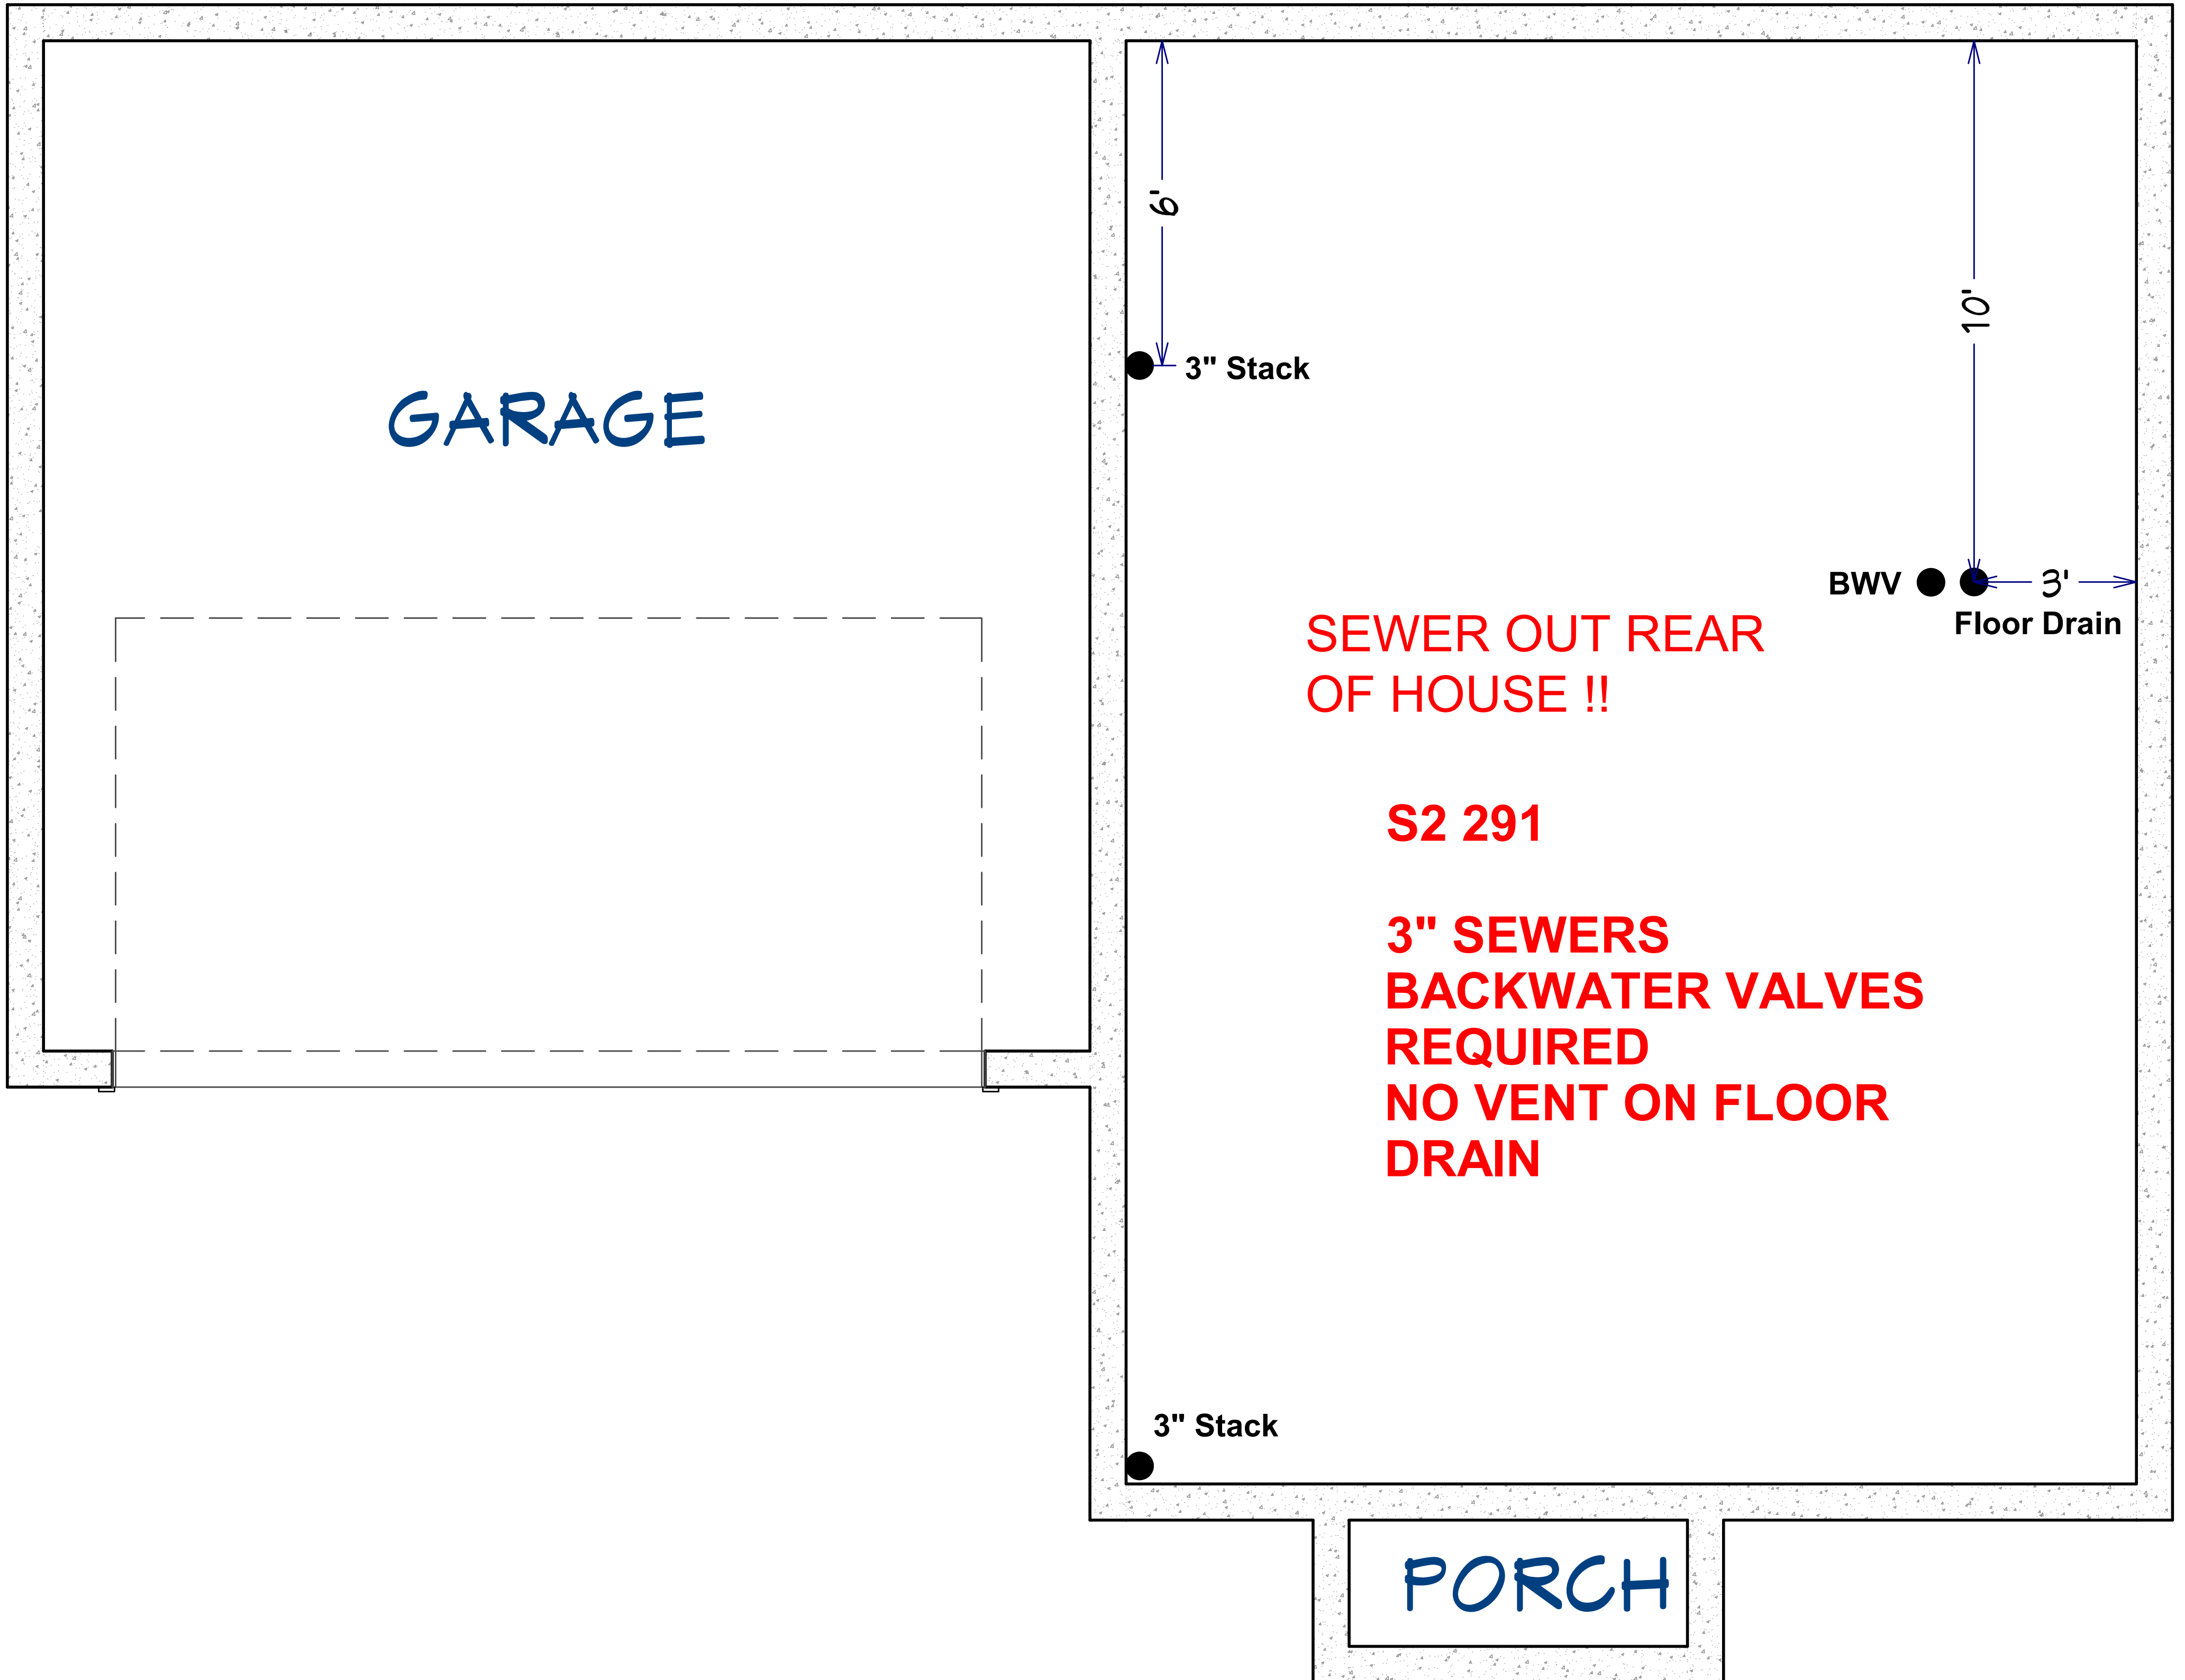 6'
10'
3" Stack
GARAGE
BWV
3'
Floor Drain
SEWER OUT REAR
OF HOUSE !!
S2 291
3" SEWERS
BACKWATER VALVES
REQUIRED
NO VENT ON FLOOR
DRAIN
3" Stack
PORCH